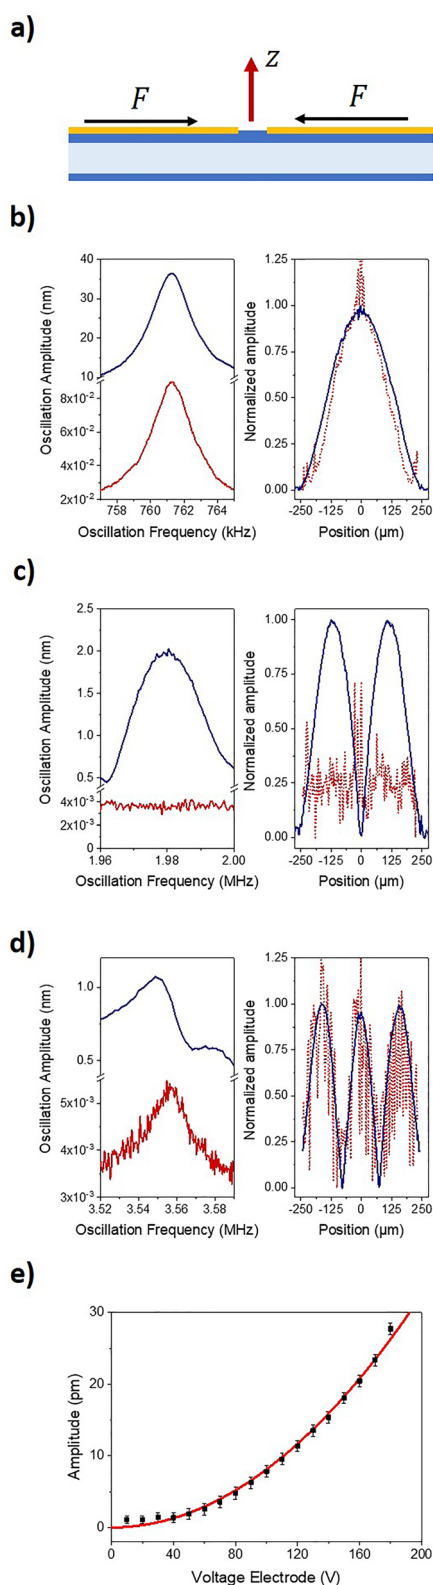 a)
z
F F
b)
Oscillation Amplitude (nm)
40
30
20
10
8x10⁻²
6x10⁻²
4x10⁻²
2x10⁻²
758 760 762 764
Oscillation Frequency (kHz)
Normalized amplitude
1.25
1.00
0.75
0.50
0.25
0.00
-250 -125 0 125 250
Position (µm)
c)
Oscillation Amplitude (nm)
2.5
2.0
1.5
1.0
0.5
4x10⁻³
2x10⁻³
0
1.96 1.98 2.00
Oscillation Frequency (MHz)
Normalized amplitude
1.00
0.75
0.50
0.25
0.00
-250 -125 0 125 250
Position (µm)
d)
Oscillation Amplitude (nm)
1.0
0.5
5x10⁻³
4x10⁻³
3x10⁻³
3.52 3.54 3.56 3.58
Oscillation Frequency (MHz)
Normalized amplitude
1.25
1.00
0.75
0.50
0.25
0.00
-250 -125 0 125 250
Position (µm)
e)
Amplitude (pm)
30
20
10
0
0 40 80 120 160 200
Voltage Electrode (V)